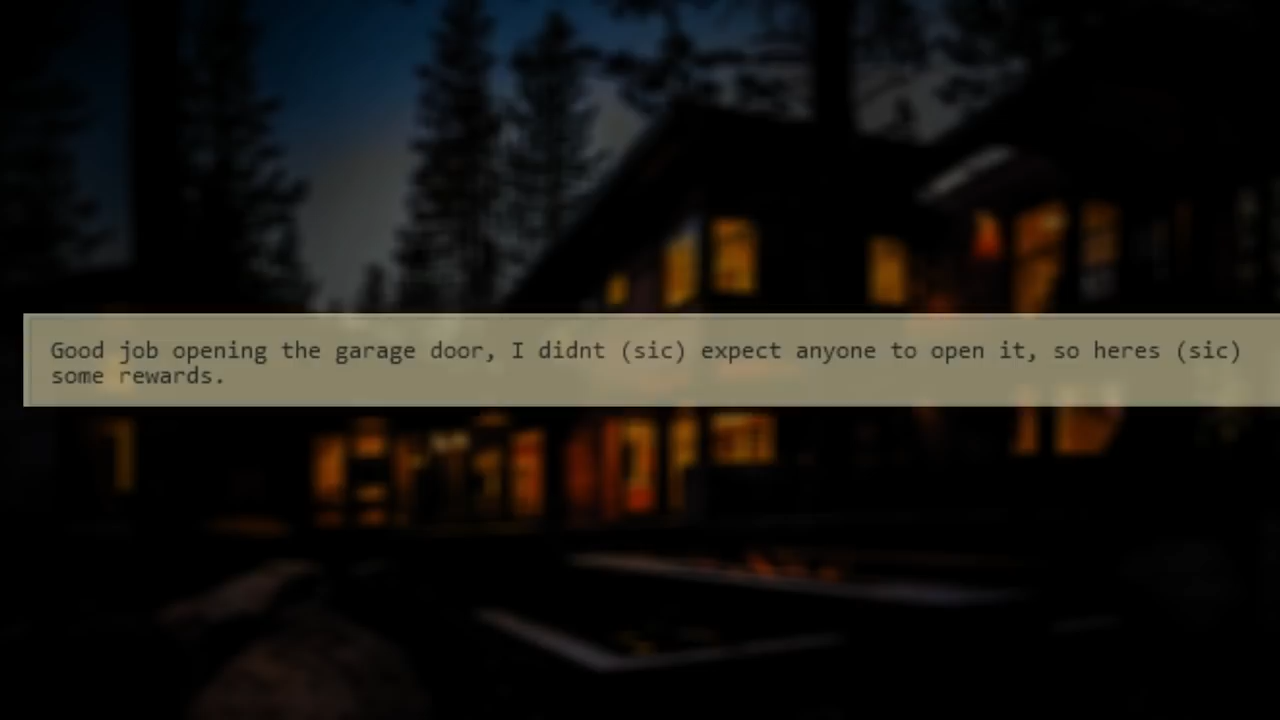 Good job opening the garage door, I didnt (sic) expect anyone to open it, so heres (sic)
some rewards.